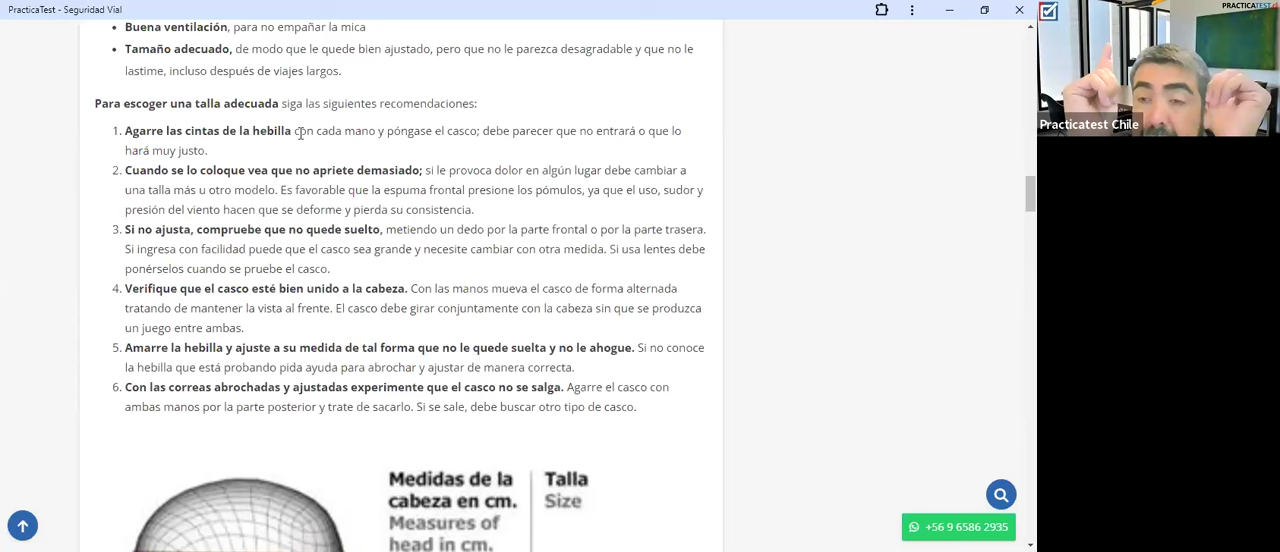 PracticaTest - Seguridad Vial
PRACTICATEST
Buena ventilación, para no empañar la mica
Tamaño adecuado, de modo que le quede bien ajustado, pero que no le parezca desagradable y que no le
lastime, incluso después de viajes largos.
Para escoger una talla adecuada siga las siguientes recomendaciones:
1. Agarre las cintas de la hebilla con cada mano y póngase el casco; debe parecer que no entrará o que lo
hará muy justo.
2. Cuando se lo coloque vea que no apriete demasiado; si le provoca dolor en algún lugar debe cambiar a
una talla más u otro modelo. Es favorable que la espuma frontal presione los pómulos, ya que el uso, sudor y
presión del viento hacen que se deforme y pierda su consistencia.
3. Si no ajusta, compruebe que no quede suelto, metiendo un dedo por la parte frontal o por la parte trasera.
Si ingresa con facilidad puede que el casco sea grande y necesite cambiar con otra medida. Si usa lentes debe
ponérselos cuando se pruebe el casco.
4. Verifique que el casco esté bien unido a la cabeza. Con las manos mueva el casco de forma alternada
tratando de mantener la vista al frente. El casco debe girar conjuntamente con la cabeza sin que se produzca
un juego entre ambas.
5. Amarre la hebilla y ajuste a su medida de tal forma que no le quede suelta y no le ahogue. Si no conoce
la hebilla que está probando pida ayuda para abrochar y ajustar de manera correcta.
6. Con las correas abrochadas y ajustadas experimente que el casco no se salga. Agarre el casco con
ambas manos por la parte posterior y trate de sacarlo. Si se sale, debe buscar otro tipo de casco.
Medidas de la
cabeza en cm.
Measures of
head in cm.
Talla
Size
+56 9 6586 2935
Practicatest Chile